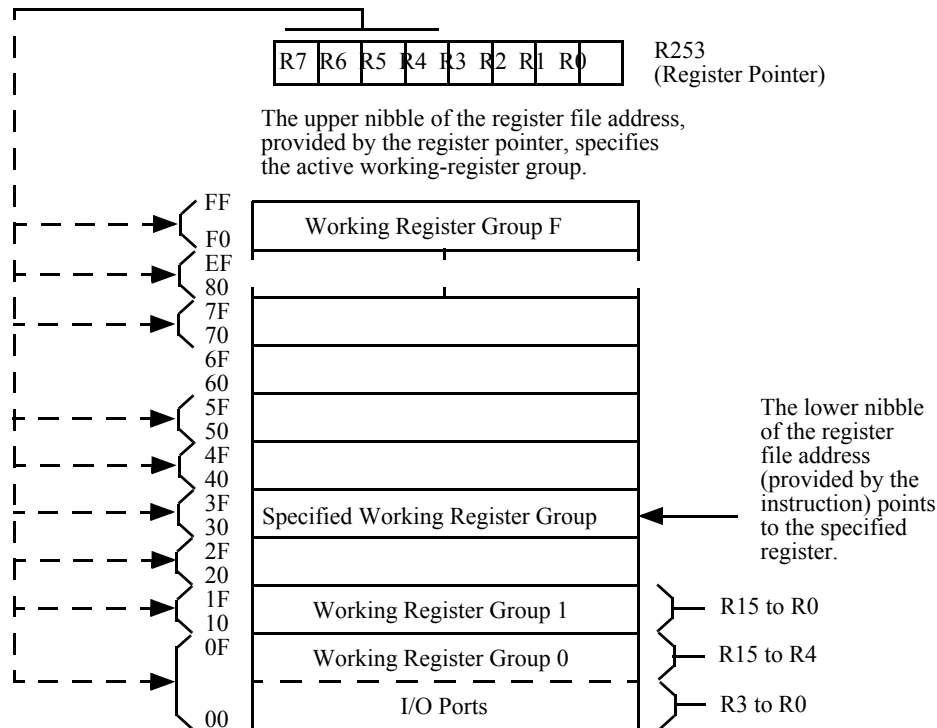 R7 R6 R5 R4 R3 R2 R1 R0
R253
(Register Pointer)
The upper nibble of the register file address,
provided by the register pointer, specifies
the active working-register group.
FF
Working Register Group F
F0
EF
80
7F
70
6F
60
5F
50
4F
40
3F
Specified Working Register Group
30
2F
20
The lower nibble
of the register
file address
(provided by the
instruction) points
to the specified
register.
1F
Working Register Group 1
10
R15 to R0
0F
Working Register Group 0
R15 to R4
I/O Ports
R3 to R0
00